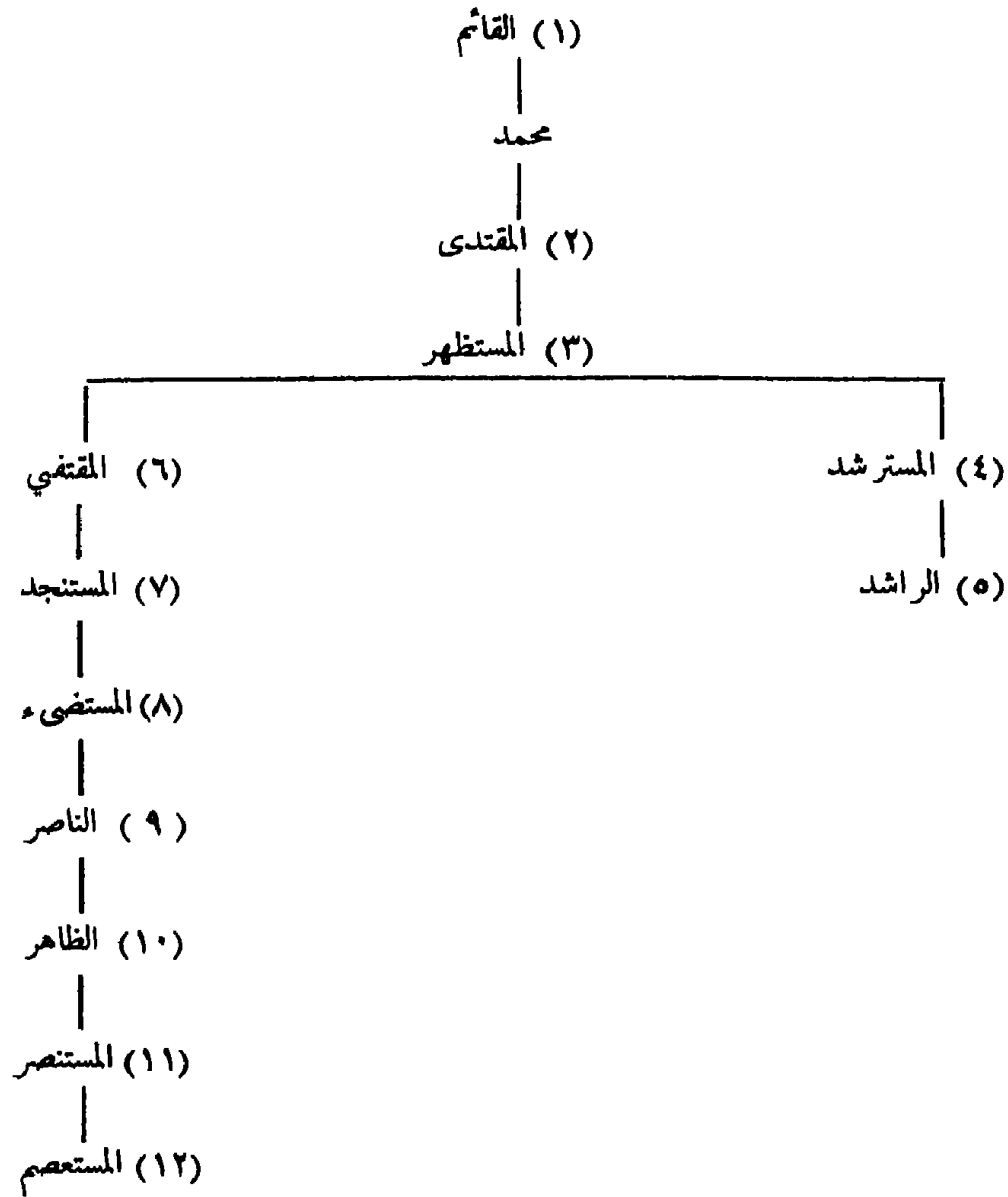 (١) القائم
محمد
(٢) المقتدى
(٣) المستظهر
(٤) المسترشد
(٦) المقتفي
(٥) الراشد
(٧) المستنجد
(٨) المستضىء
(٩) الناصر
(١٠) الظاهر
(١١) المستنصر
(١٢) المستعصم